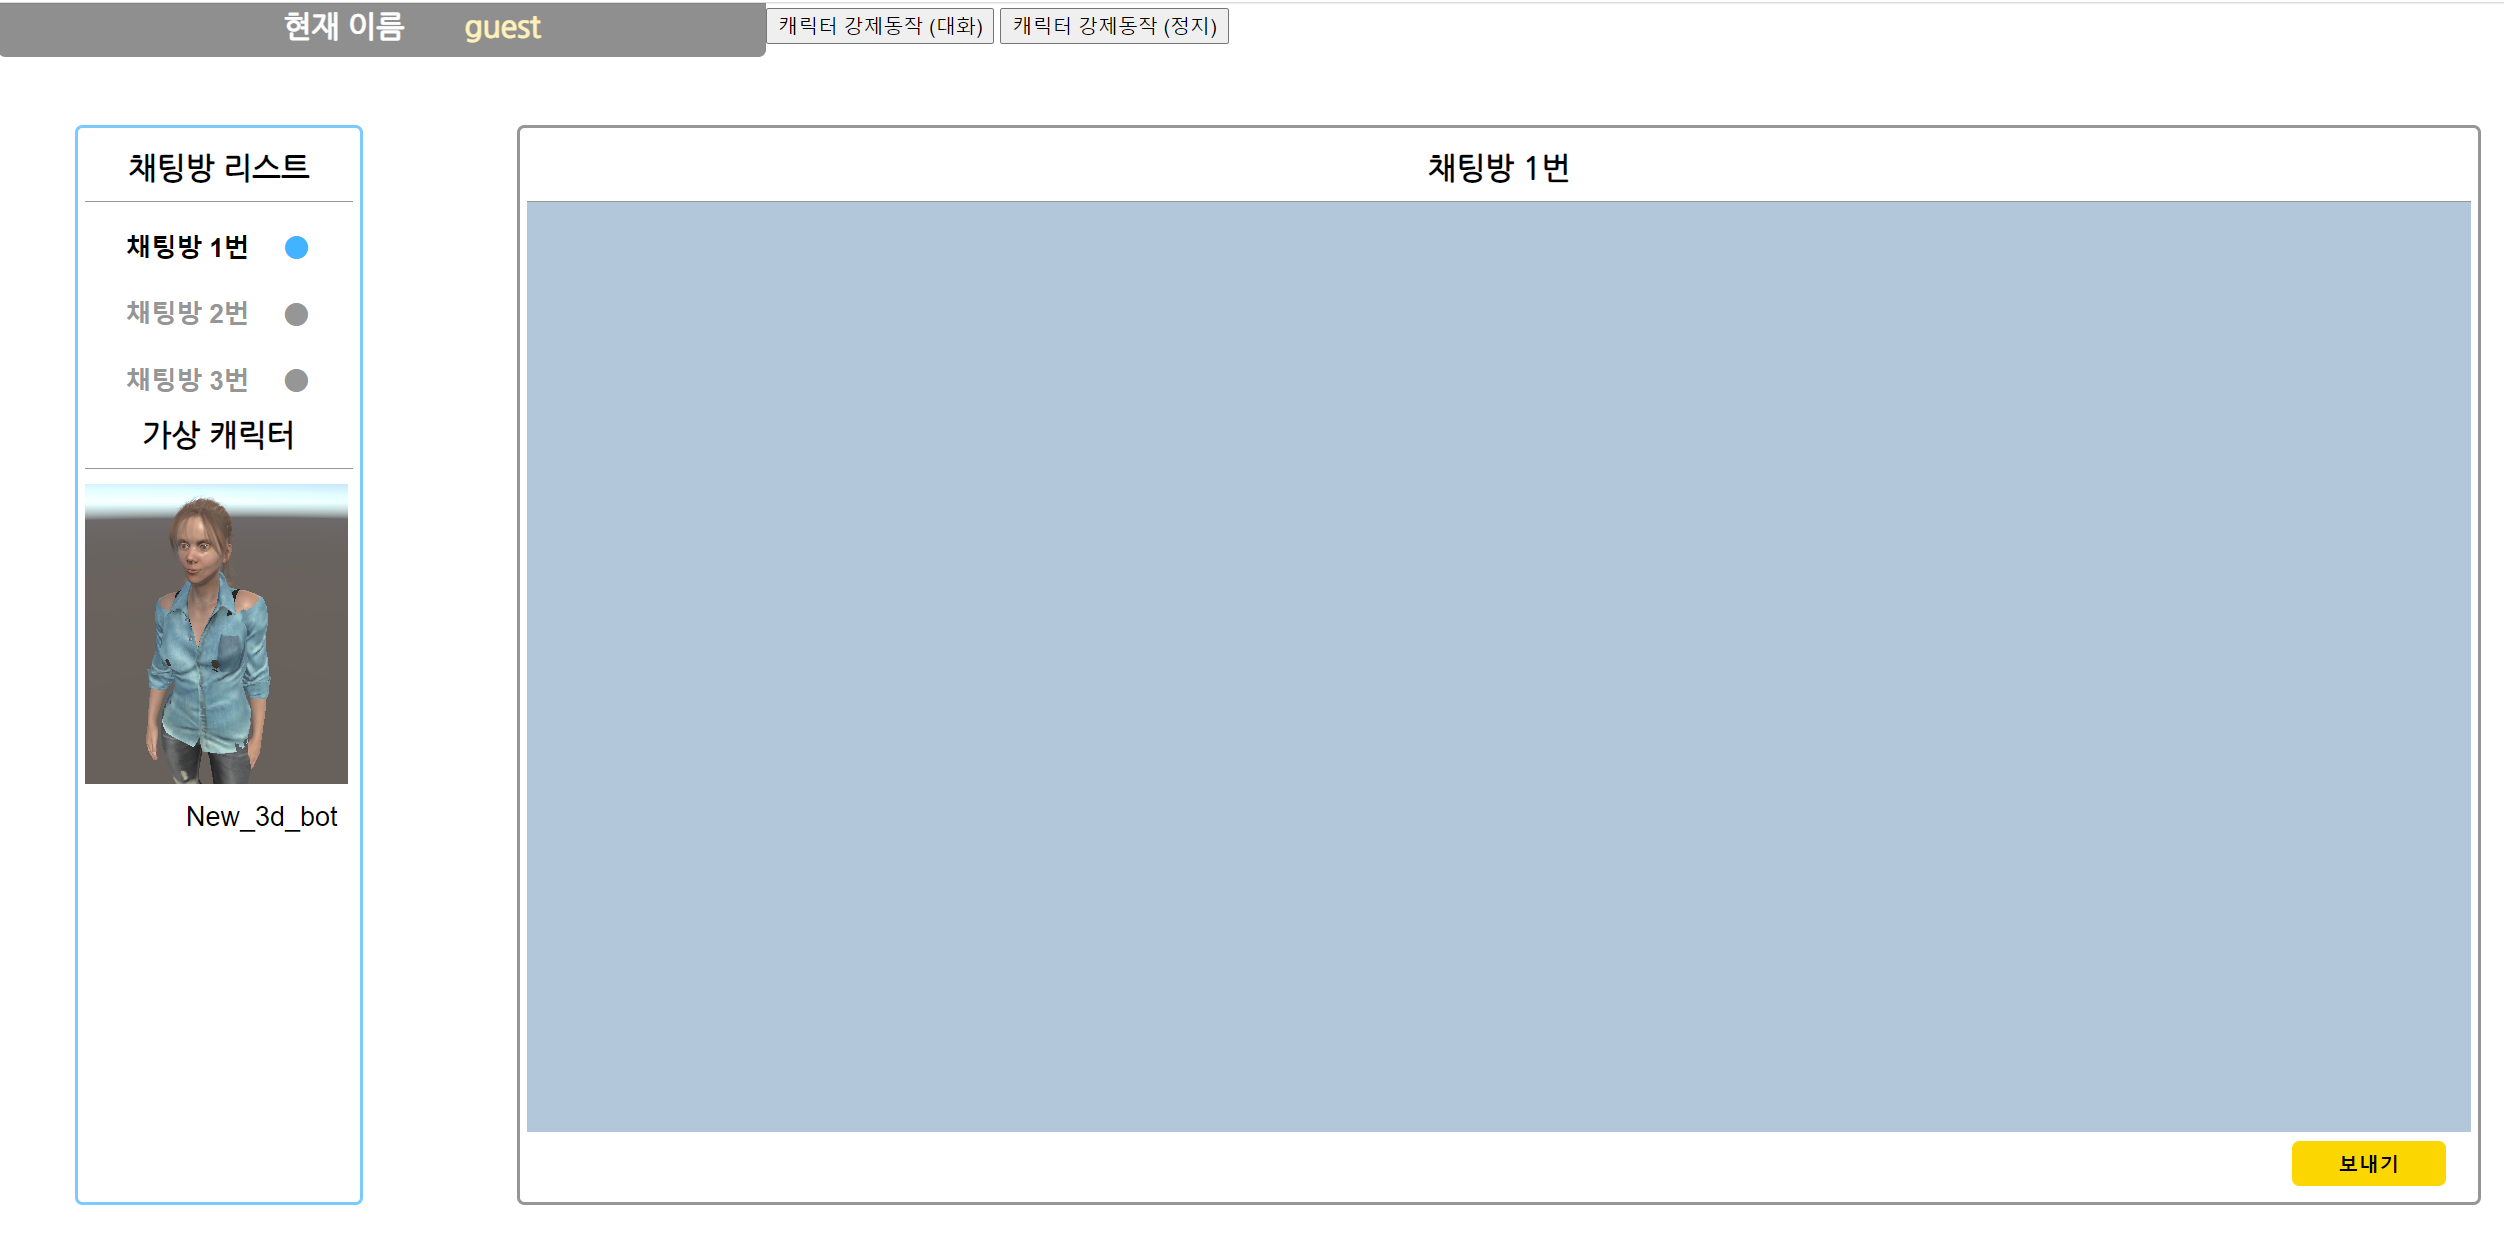 현재 이름 guest 캐릭터 강제동작 (대화) 캐릭터 강제동작 (정지)
채팅방 리스트
채팅방 1번
채팅방 2번
채팅방 3번
가상 캐릭터
New_3d_bot
채팅방 1번
보내기